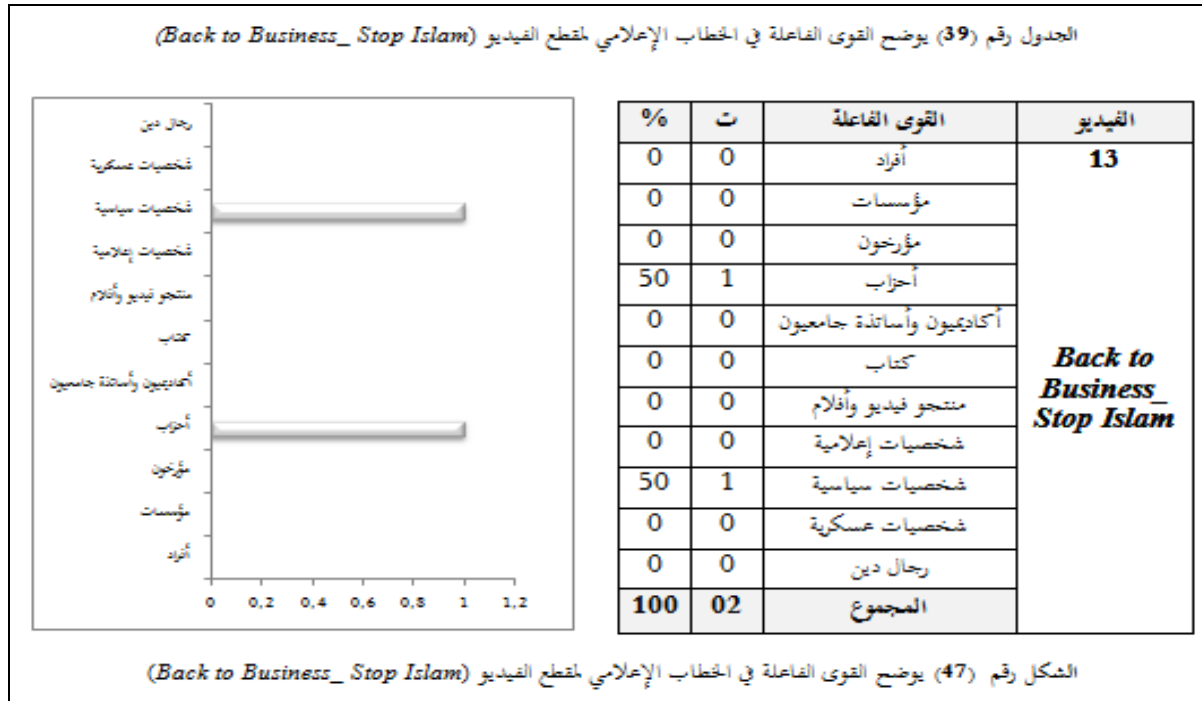 الجدول رقم (39) يوضح القوى الفاعلة في الخطاب الإعلامي لمقطع الفيديو (Back to Business_ Stop Islam)
الفيديو القوى الفاعلة ت %
13 أفراد 0 0
مؤسسات 0 0
مؤرخون 0 0
أحزاب 1 50
أكاديميون وأساتذة جامعيون 0 0
Back to
Business_
Stop Islam
كتاب 0 0
منتجو فيديو وأفلام 0 0
شخصيات إعلامية 0 0
شخصيات سياسية 1 50
شخصيات عسكرية 0 0
رجال دين 0 0
المجموع 02 100
رجال دين
شخصيات عسكرية
شخصيات سياسية
شخصيات إعلامية
منتجو فيديو وأفلام
كتاب
أكاديميون وأساتذة جامعيون
أحزاب
مؤرخون
مؤسسات
أفراد
0 0,2 0,4 0,6 0,8 1 1,2
الشكل رقم (47) يوضح القوى الفاعلة في الخطاب الإعلامي لمقطع الفيديو (Back to Business_ Stop Islam)